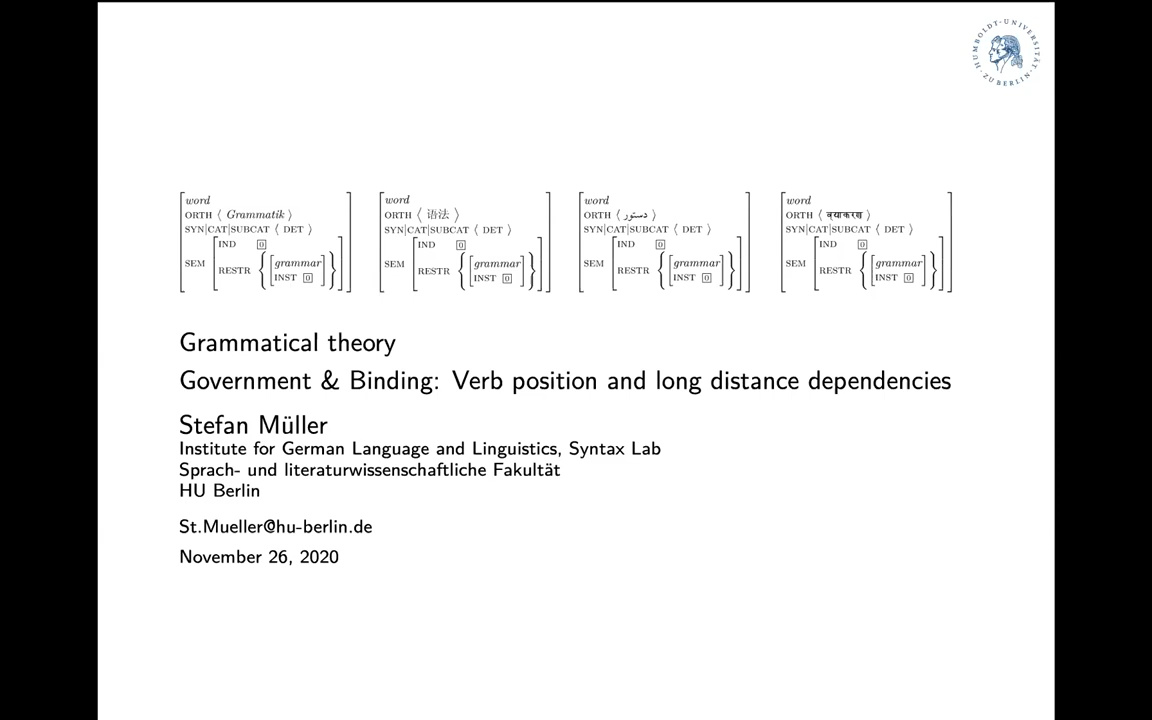 HUMBOLDT-UNIVERSITÄT ZU BERLIN
word
ORTH ⟨ Grammatik ⟩
SYN|CAT|SUBCAT ⟨ DET ⟩
SEM IND 0
RESTR { grammar
INST 0 }
word
ORTH ⟨ 语法 ⟩
SYN|CAT|SUBCAT ⟨ DET ⟩
SEM IND 0
RESTR { grammar
INST 0 }
word
ORTH ⟨ دستور ⟩
SYN|CAT|SUBCAT ⟨ DET ⟩
SEM IND 0
RESTR { grammar
INST 0 }
word
ORTH ⟨ व्याकरण ⟩
SYN|CAT|SUBCAT ⟨ DET ⟩
SEM IND 0
RESTR { grammar
INST 0 }
Grammatical theory
Government & Binding: Verb position and long distance dependencies
Stefan Müller
Institute for German Language and Linguistics, Syntax Lab
Sprach- und literaturwissenschaftliche Fakultät
HU Berlin
St.Mueller@hu-berlin.de
November 26, 2020